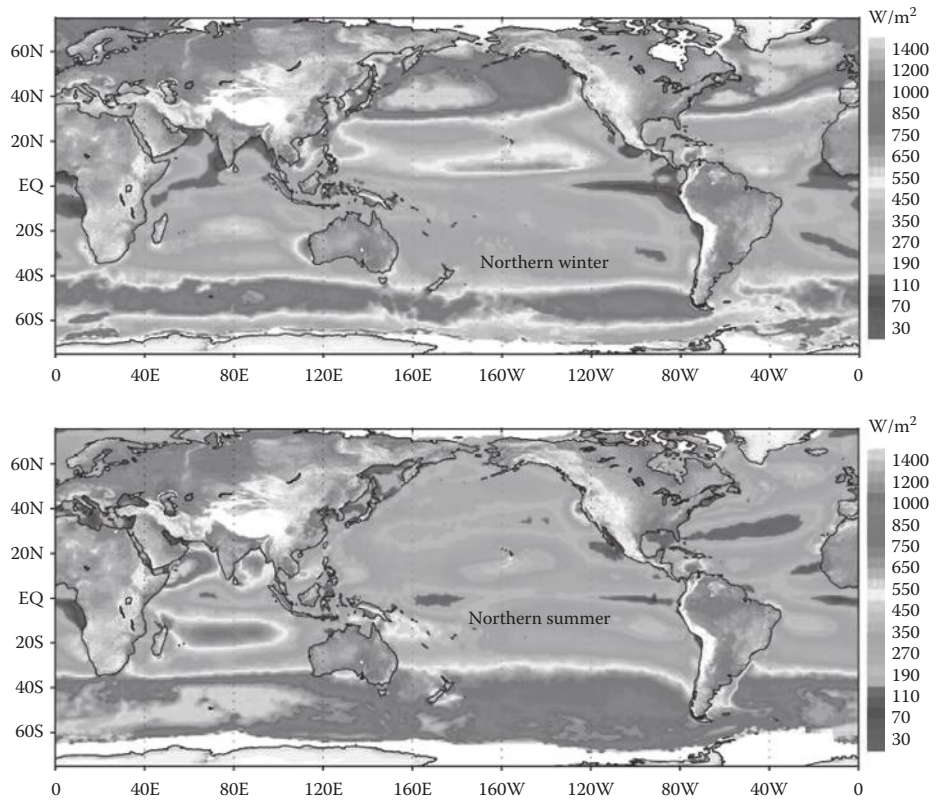 W/m²
60N
40N
20N
EQ
20S
40S
60S
1400
1200
1000
850
750
650
550
450
350
270
190
110
70
30
Northern winter
0 40E 80E 120E 160E 160W 120W 80W 40W 0
W/m²
60N
40N
20N
EQ
20S
40S
60S
1400
1200
1000
850
750
650
550
450
350
270
190
110
70
30
Northern summer
0 40E 80E 120E 160E 160W 120W 80W 40W 0